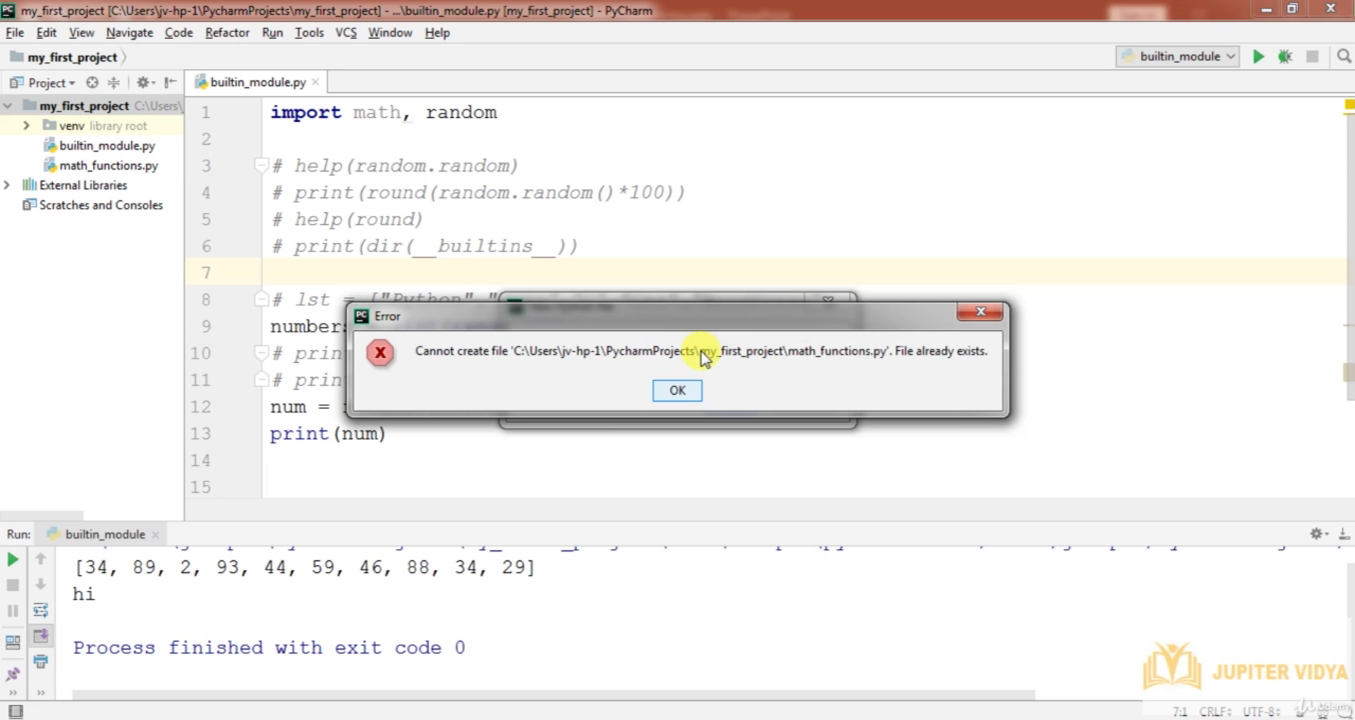 my_first_project [C:\Users\jv-hp-1\PycharmProjects\my_first_project] - ...\builtin_module.py [my_first_project] - PyCharm
File Edit View Navigate Code Refactor Run Tools VCS Window Help
my_first_project
builtin_module
Project
builtin_module.py
my_first_project C:\Users\
venv library root
builtin_module.py
math_functions.py
External Libraries
Scratches and Consoles
1 import math, random
2
3 # help(random.random)
4 # print(round(random.random()*100))
5 # help(round)
6 # print(dir(__builtins__))
7
8 # lst = ["Python",
9 numbers
10 # prin
11 # prin
12 num =
13 print(num)
14
15
Error
Cannot create file 'C:\Users\jv-hp-1\PycharmProjects\my_first_project\math_functions.py'. File already exists.
OK
Run: builtin_module
[34, 89, 2, 93, 44, 59, 46, 88, 34, 29]
hi
Process finished with exit code 0
JUPITER VIDYA
7:1 CRLF÷ UTF-8÷
Udemy